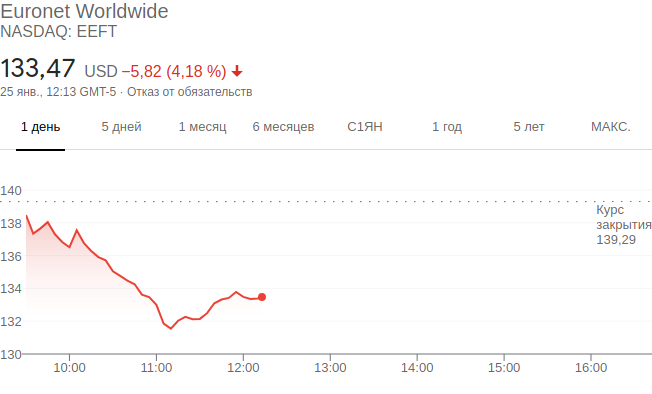 Euronet Worldwide
NASDAQ: EEFT
133,47 USD −5,82 (4,18 %)
25 янв., 12:13 GMT-5 · Отказ от обязательств
1 день 5 дней 1 месяц 6 месяцев С1ЯН 1 год 5 лет МАКС.
140
Курс
138
закрытия
139,29
136
134
132
130
10:00 11:00 12:00 13:00 14:00 15:00 16:00